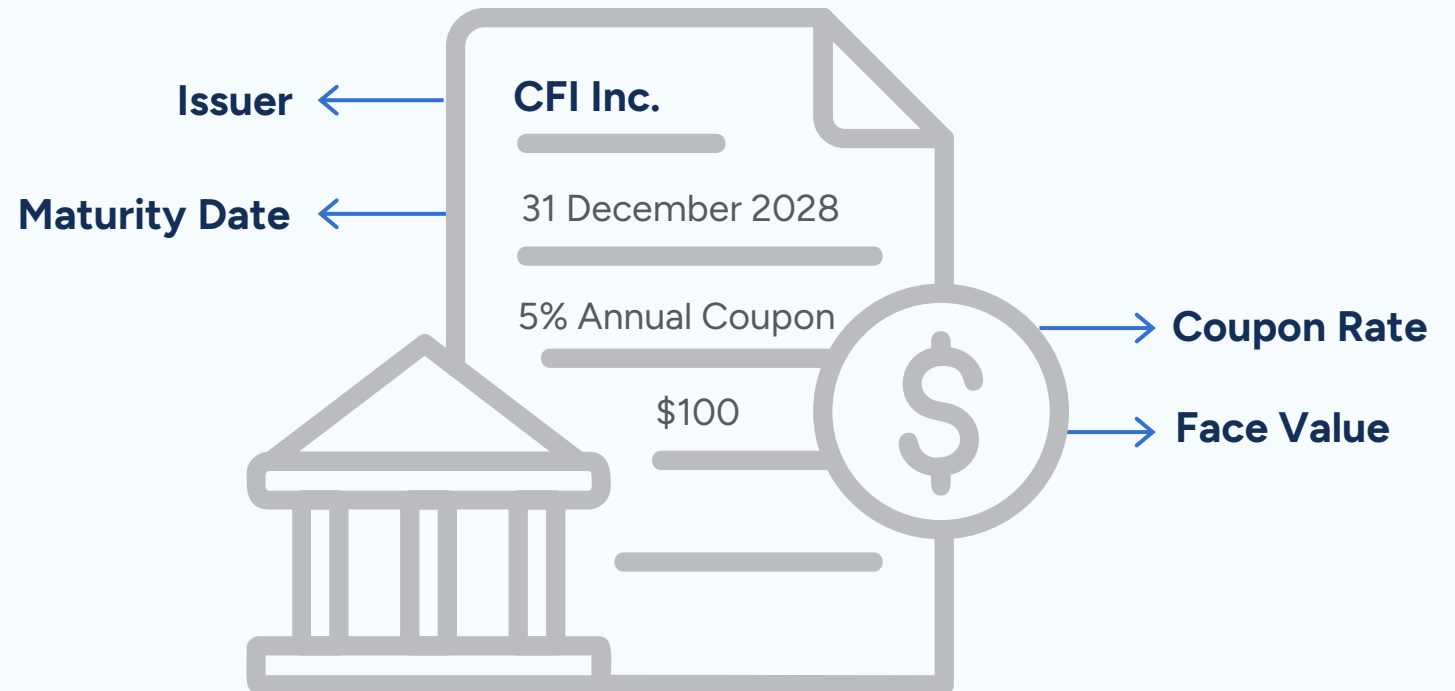 Issuer
CFI Inc.
Maturity Date
31 December 2028
5% Annual Coupon
Coupon Rate
$100
Face Value
$